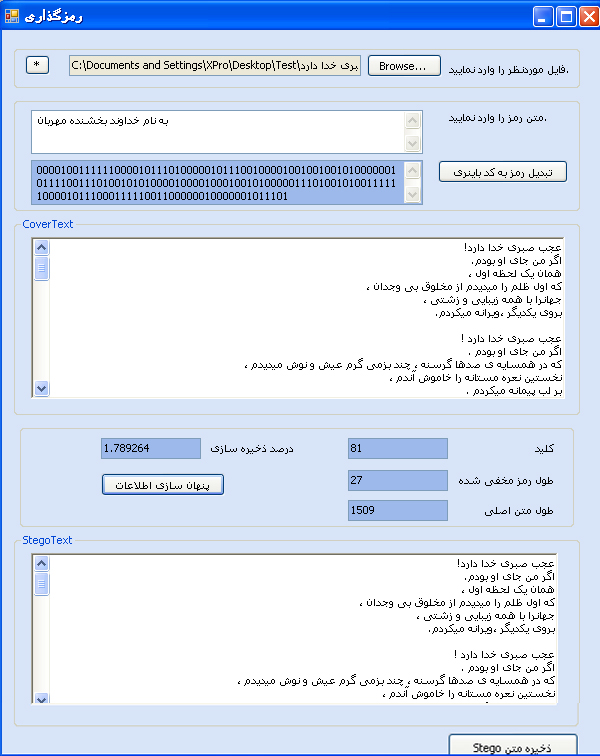 رمزگذاری
فایل موردنظر را وارد نمایید.
Browse...
C:\Documents and Settings\XPro\Desktop\Test\بری خدا دارد
*
متن رمز را وارد نمایید.
به نام خداوند بخشنده مهربان
تبدیل رمز به کد باینری
CoverText
عجب صبری خدا دارد!
اگر من جای او بودم.
همان یک لحظه اول ،
که اول ظلم را میدیدم از مخلوق بی وجدان ،
جهانرا با همه زیبایی و زشتی ،
بروی یکدیگر ،ویرانه میکردم.
عجب صبری خدا دارد !
اگر من جای او بودم .
که در همسایه ی صدها گرسنه ، چند بزمی گرم عیش و نوش میدیدم ،
نخستین نعره مستانه را خاموش آندم ،
بر لب پیمانه میکردم .
کلید
81
درصد ذخیره سازی
1.789264
طول رمز مخفی شده
27
پنهان سازی اطلاعات
طول متن اصلی
1509
StegoText
عجب صبری خدا دارد!
اگر من جای او بودم.
همان یک لحظه اول ،
که اول ظلم را میدیدم از مخلوق بی وجدان ،
جهانرا با همه زیبایی و زشتی ،
بروی یکدیگر ،ویرانه میکردم.
عجب صبری خدا دارد !
اگر من جای او بودم .
که در همسایه ی صدها گرسنه ، چند بزمی گرم عیش و نوش میدیدم ،
نخستین نعره مستانه را خاموش آندم ،
ذخیره متن Stego